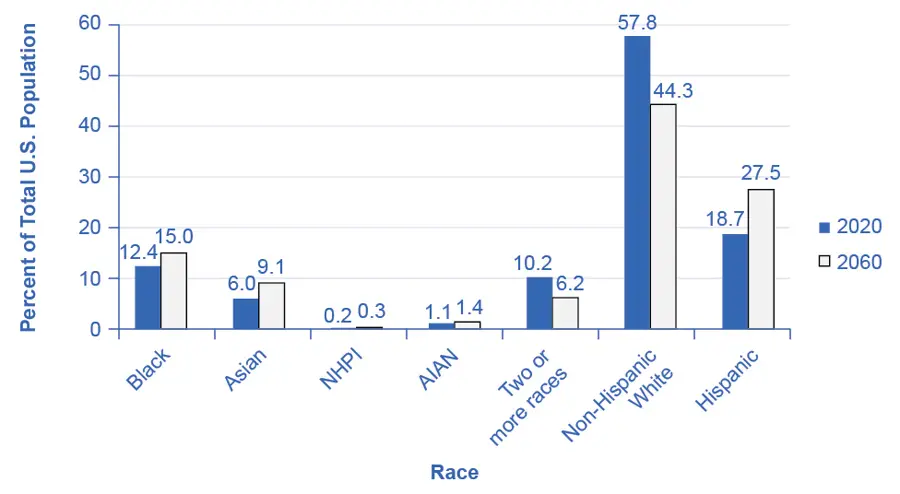 Percent of Total U.S. Population
60
50
40
30
20
10
0
12.4
15.0
6.0
9.1
0.2
0.3
1.1
1.4
10.2
6.2
57.8
44.3
18.7
27.5
Black
Asian
NHPI
AIAN
Two or
more races
Non-Hispanic
White
Hispanic
Race
2020
2060